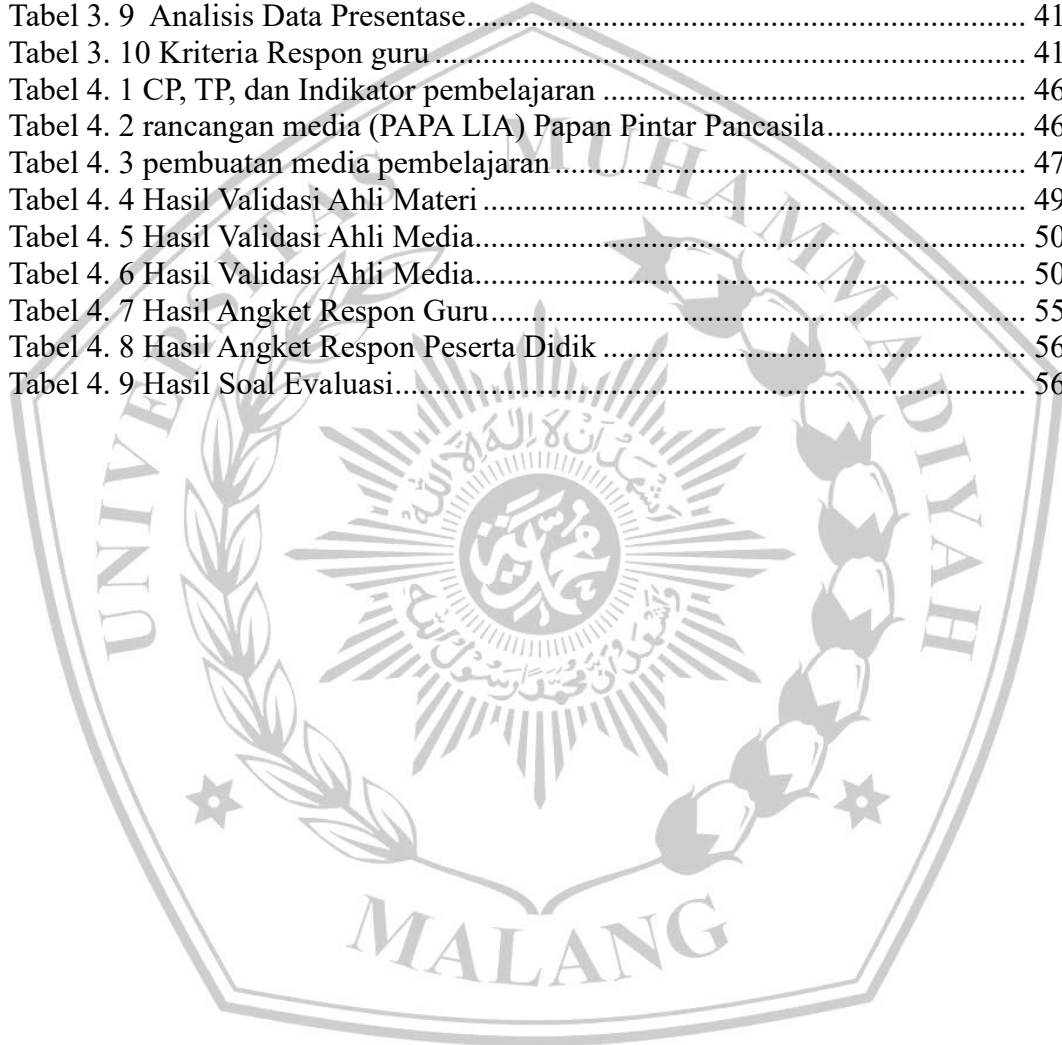 Tabel 3. 9 Analisis Data Presentase........................................................................ 41
Tabel 3. 10 Kriteria Respon guru ............................................................................ 41
Tabel 4. 1 CP, TP, dan Indikator pembelajaran ....................................................... 46
Tabel 4. 2 rancangan media (PAPA LIA) Papan Pintar Pancasila.......................... 46
Tabel 4. 3 pembuatan media pembelajaran ............................................................. 47
Tabel 4. 4 Hasil Validasi Ahli Materi ...................................................................... 49
Tabel 4. 5 Hasil Validasi Ahli Media....................................................................... 50
Tabel 4. 6 Hasil Validasi Ahli Media....................................................................... 50
Tabel 4. 7 Hasil Angket Respon Guru..................................................................... 55
Tabel 4. 8 Hasil Angket Respon Peserta Didik ....................................................... 56
Tabel 4. 9 Hasil Soal Evaluasi................................................................................. 56
UNIVERSITAS MUHAMMADIYAH
MALANG